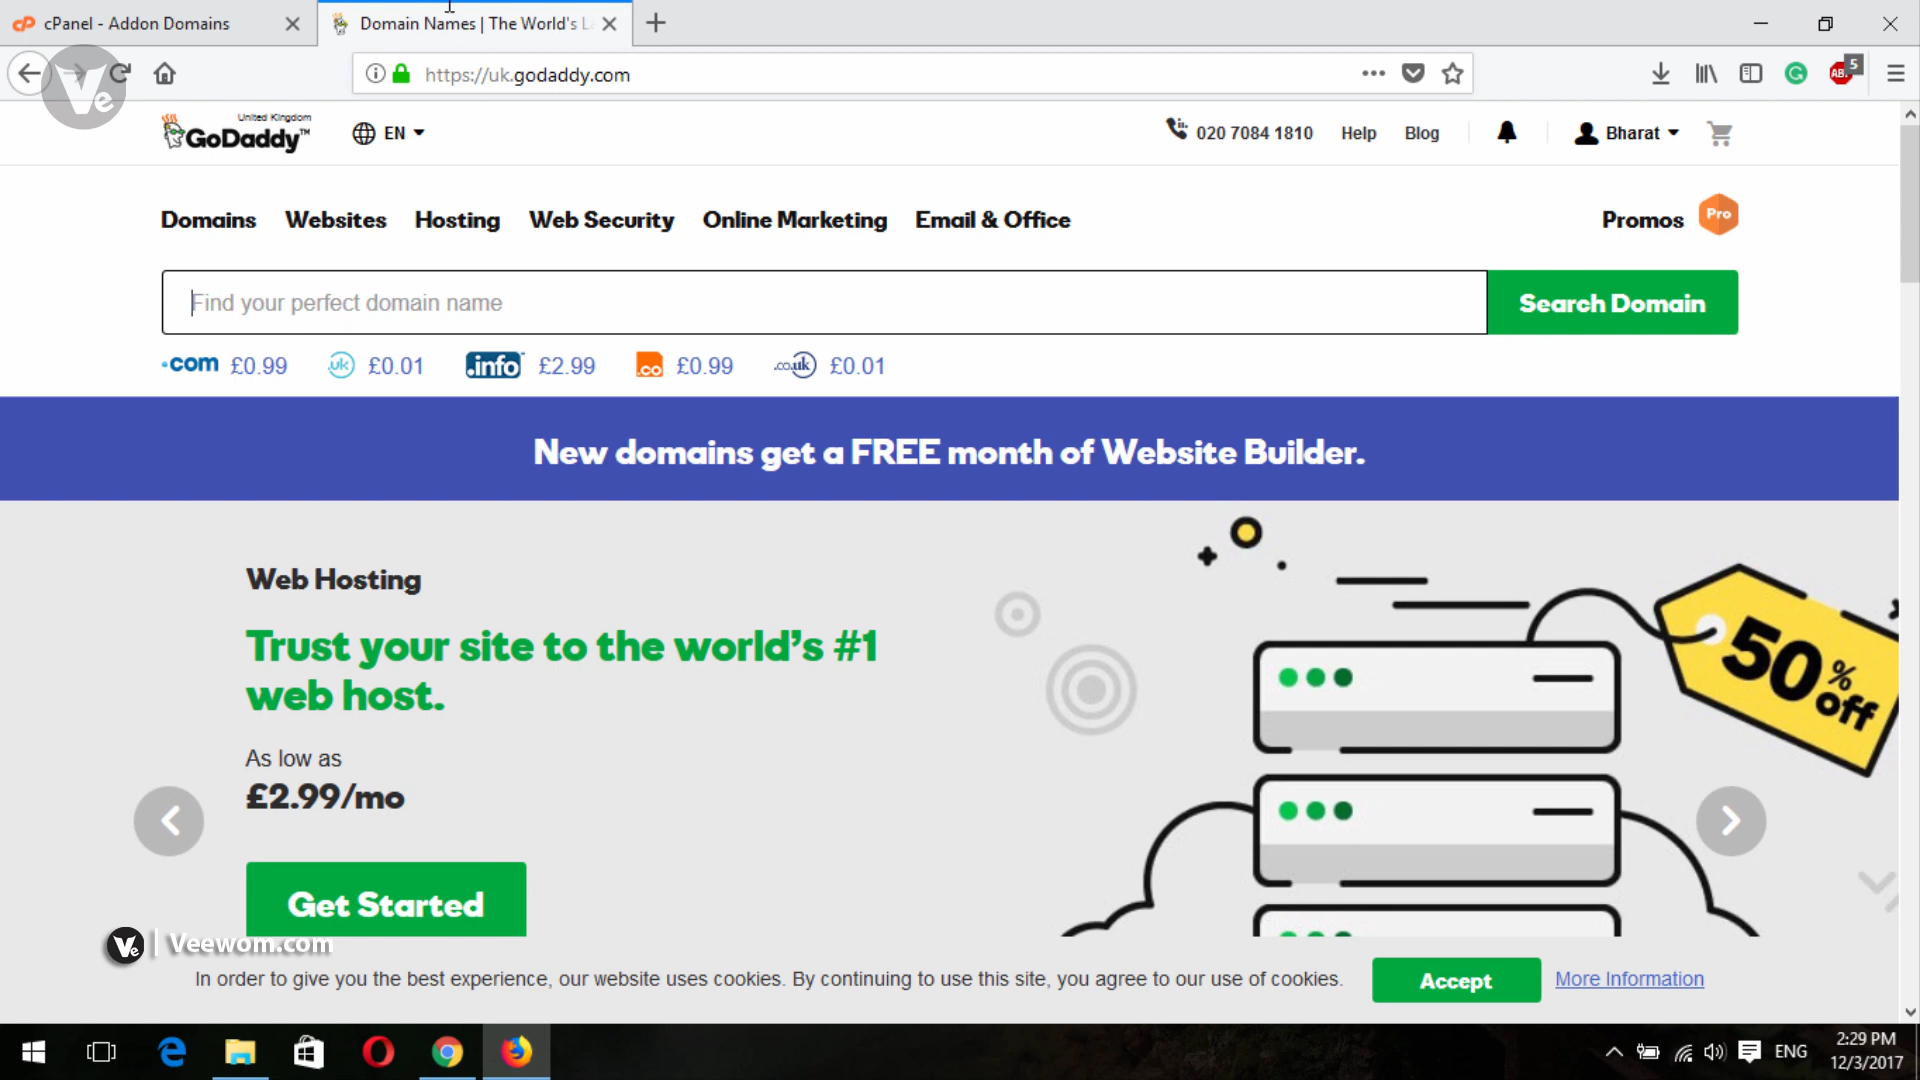 cPanel - Addon Domains
Domain Names | The World's L
https://uk.godaddy.com
ABP
5
Ve
United Kingdom
GoDaddy™
EN
020 7084 1810
Help
Blog
Bharat
Domains
Websites
Hosting
Web Security
Online Marketing
Email & Office
Promos
Pro
Find your perfect domain name
Search Domain
.com £0.99
.uk £0.01
.info £2.99
.co £0.99
.co.uk £0.01
New domains get a FREE month of Website Builder.
Web Hosting
Trust your site to the world's #1
web host.
As low as
£2.99/mo
50% off
Get Started
Ve | Veewom.com
In order to give you the best experience, our website uses cookies. By continuing to use this site, you agree to our use of cookies.
Accept
More Information
ENG
2:29 PM
12/3/2017